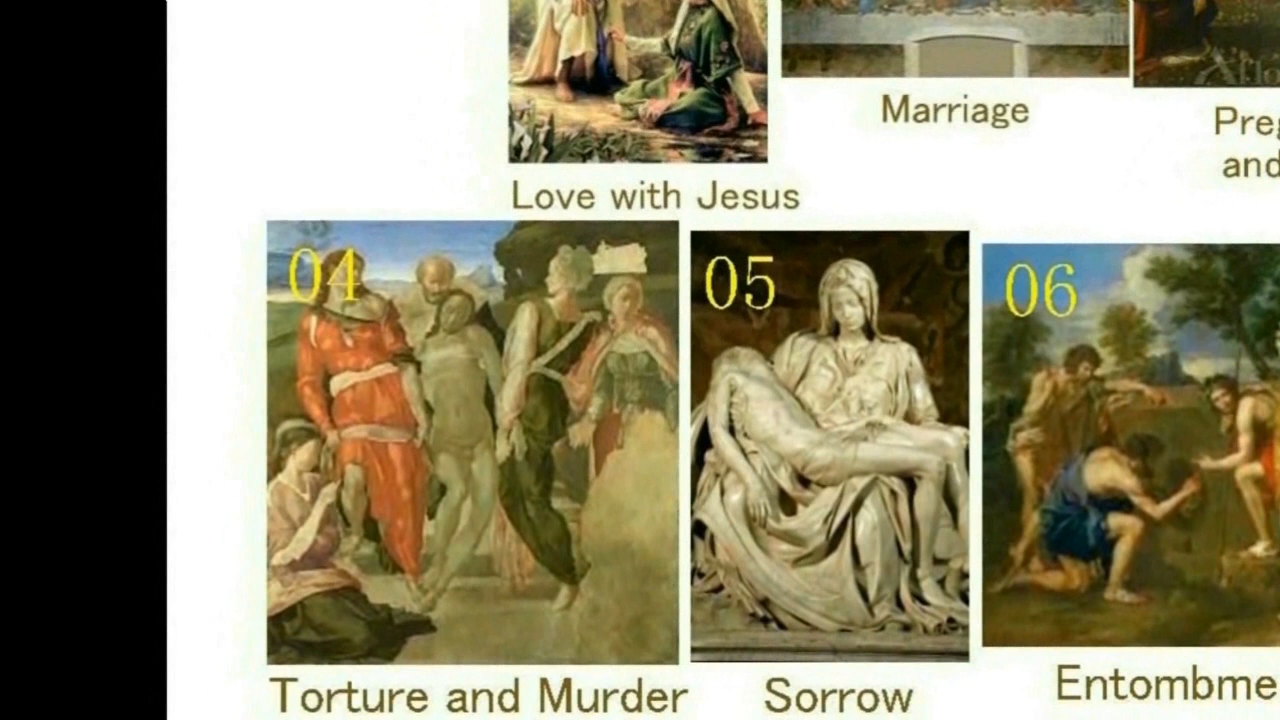 Marriage
Love with Jesus
04
05
06
Torture and Murder
Sorrow